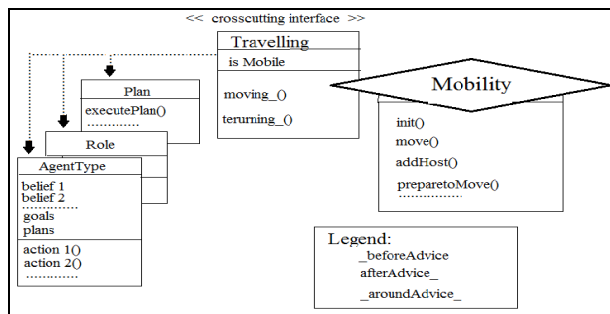 << crosscutting interface >>
Travelling
is Mobile
moving_()
terurning_()
Mobility
init()
move()
addHost()
preparetoMove()
..............
Plan
executePlan()
..............
Role
AgentType
belief 1
belief 2
..............
goals
plans
action 1()
action 2()
.............
Legend:
_beforeAdvice
afterAdvice_
_aroundAdvice_